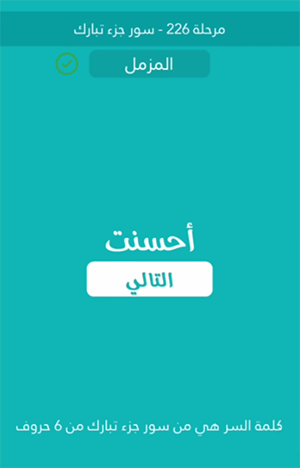 مرحلة 226 - سور جزء تبارك
المزمل
أحسنت
التالي
كلمة السر هي من سور جزء تبارك من 6 حروف